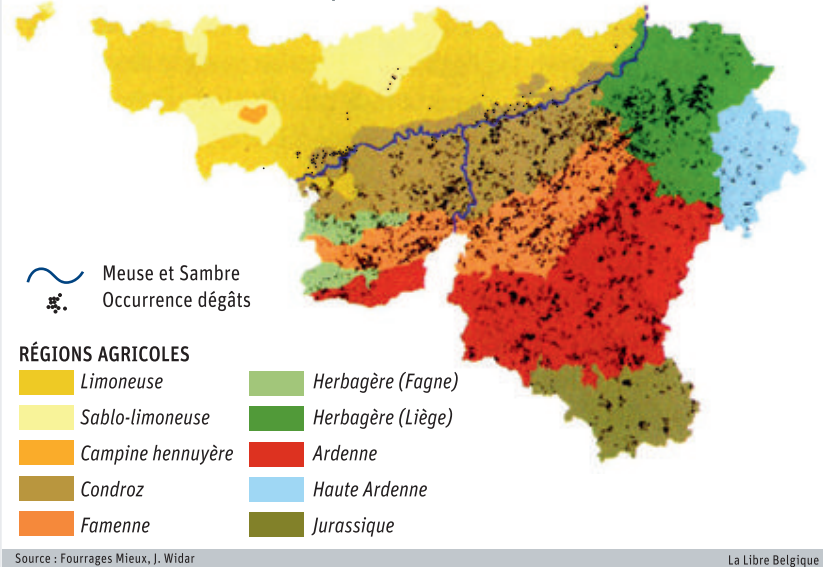 Meuse et Sambre
Occurrence dégâts
RÉGIONS AGRICOLES
Limoneuse
Sablo-limoneuse
Campine hennuyère
Condroz
Famenne
Herbagère (Fagne)
Herbagère (Liège)
Ardenne
Haute Ardenne
Jurassique
Source : Fourrages Mieux, J. Widar
La Libre Belgique